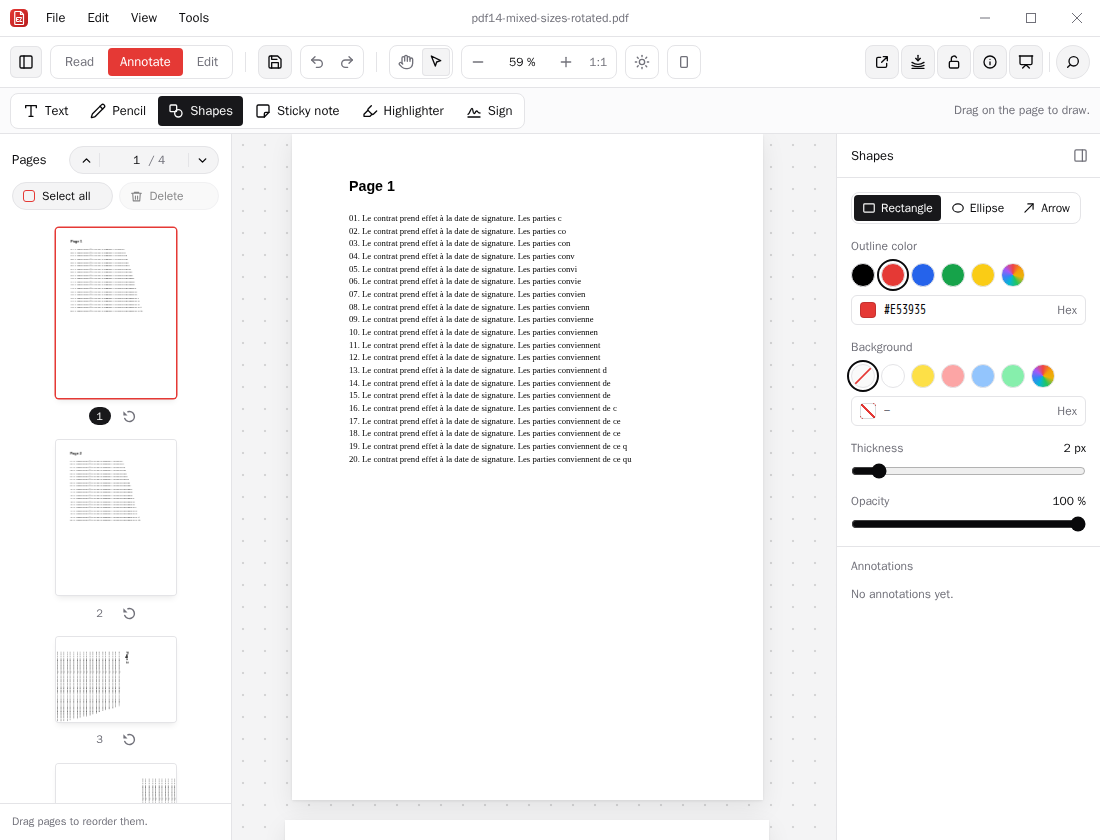 File Edit View Tools
pdf14-mixed-sizes-rotated.pdf
Read Annotate Edit
59 %
1:1
Text Pencil Shapes Sticky note Highlighter Sign
Drag on the page to draw.
Pages 1 / 4
Select all Delete
Page 1
1
Page 2
2
3
Drag pages to reorder them.
Page 1
01. Le contrat prend effet à la date de signature. Les parties c
02. Le contrat prend effet à la date de signature. Les parties co
03. Le contrat prend effet à la date de signature. Les parties con
04. Le contrat prend effet à la date de signature. Les parties conv
05. Le contrat prend effet à la date de signature. Les parties convi
06. Le contrat prend effet à la date de signature. Les parties convie
07. Le contrat prend effet à la date de signature. Les parties convien
08. Le contrat prend effet à la date de signature. Les parties convienn
09. Le contrat prend effet à la date de signature. Les parties convienne
10. Le contrat prend effet à la date de signature. Les parties conviennen
11. Le contrat prend effet à la date de signature. Les parties conviennent
12. Le contrat prend effet à la date de signature. Les parties conviennent
13. Le contrat prend effet à la date de signature. Les parties conviennent d
14. Le contrat prend effet à la date de signature. Les parties conviennent de
15. Le contrat prend effet à la date de signature. Les parties conviennent de
16. Le contrat prend effet à la date de signature. Les parties conviennent de c
17. Le contrat prend effet à la date de signature. Les parties conviennent de ce
18. Le contrat prend effet à la date de signature. Les parties conviennent de ce
19. Le contrat prend effet à la date de signature. Les parties conviennent de ce q
20. Le contrat prend effet à la date de signature. Les parties conviennent de ce qu
Shapes
Rectangle Ellipse Arrow
Outline color
#E53935 Hex
Background
– Hex
Thickness 2 px
Opacity 100 %
Annotations
No annotations yet.